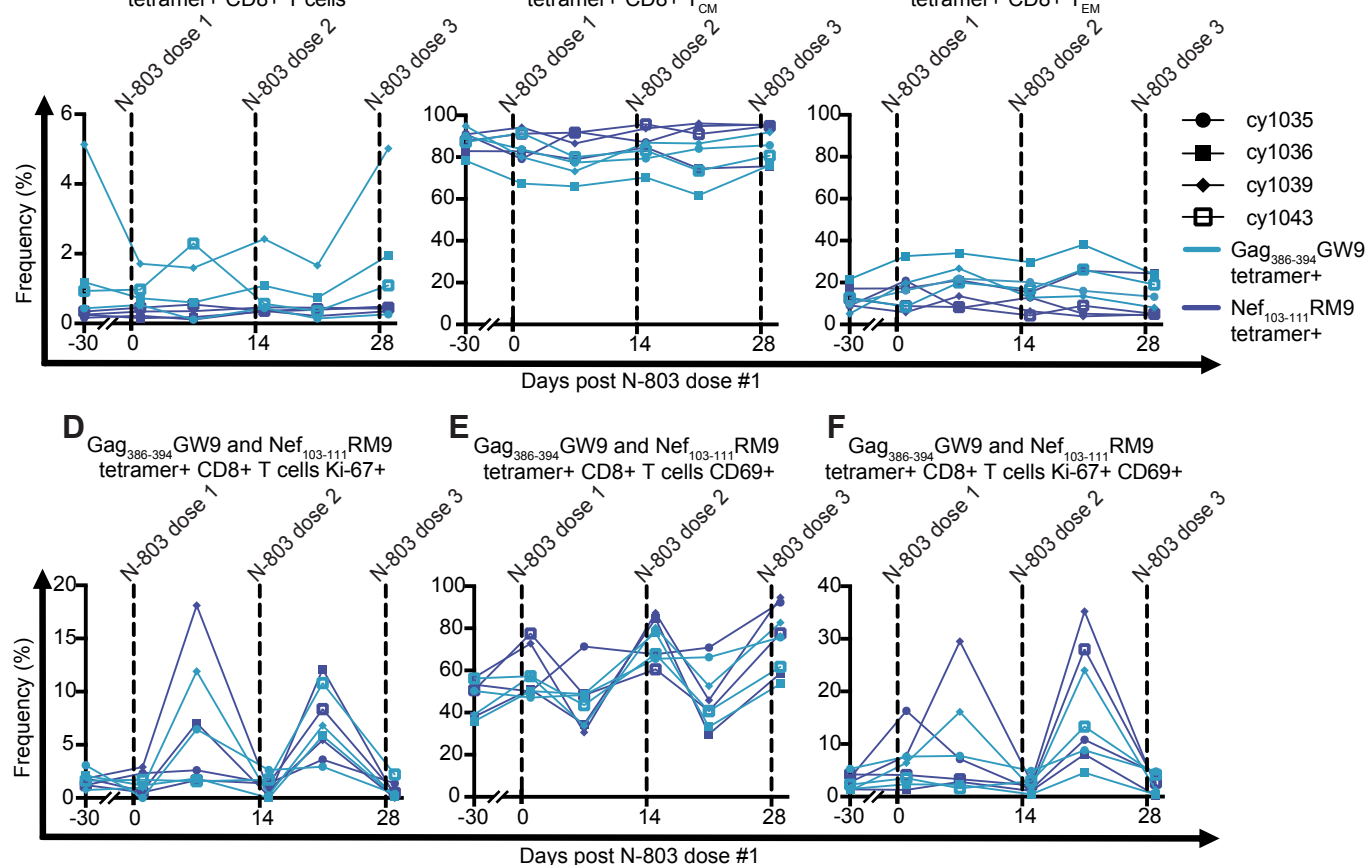 tetramer+ CD8+ T cells
tetramer+ CD8+ T CM
tetramer+ CD8+ T EM
N-803 dose 1
N-803 dose 2
N-803 dose 3
N-803 dose 1
N-803 dose 2
N-803 dose 3
N-803 dose 1
N-803 dose 2
N-803 dose 3
Frequency (%)
6
4
2
0
-30 0 14 28
100
80
60
40
20
0
-30 0 14 28
100
80
60
40
20
0
-30 0 14 28
cy1035
cy1036
cy1039
cy1043
Gag386-394GW9
tetramer+
Nef103-111RM9
tetramer+
Days post N-803 dose #1
D
Gag386-394GW9 and Nef103-111RM9
tetramer+ CD8+ T cells Ki-67+
E
Gag386-394GW9 and Nef103-111RM9
tetramer+ CD8+ T cells CD69+
F
Gag386-394GW9 and Nef103-111RM9
tetramer+ CD8+ T cells Ki-67+ CD69+
N-803 dose 1
N-803 dose 2
N-803 dose 3
N-803 dose 1
N-803 dose 2
N-803 dose 3
N-803 dose 1
N-803 dose 2
N-803 dose 3
Frequency (%)
20
15
10
5
0
-30 0 14 28
100
80
60
40
20
0
-30 0 14 28
40
30
20
10
0
-30 0 14 28
Days post N-803 dose #1